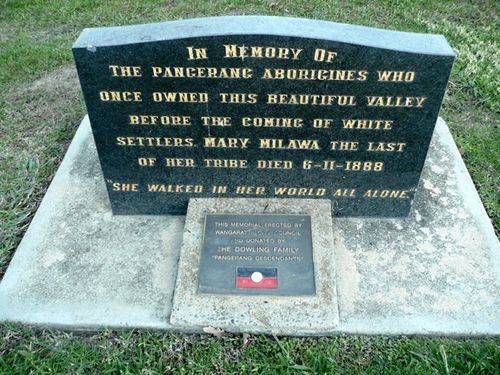 IN MEMORY OF
THE PANGERANG ABORIGINES WHO
ONCE OWNED THIS BEAUTIFUL VALLEY
BEFORE THE COMING OF WHITE
SETTLERS. MARY MILAWA THE LAST
OF HER TRIBE DIED 6-11-1888
"SHE WALKED IN HER WORLD ALL ALONE"
THIS MEMORIAL ERECTED BY
WANGARATTA COUNCIL
AND DONATED BY
THE DOWLING FAMILY
"PANGERANG DESCENDANTS"